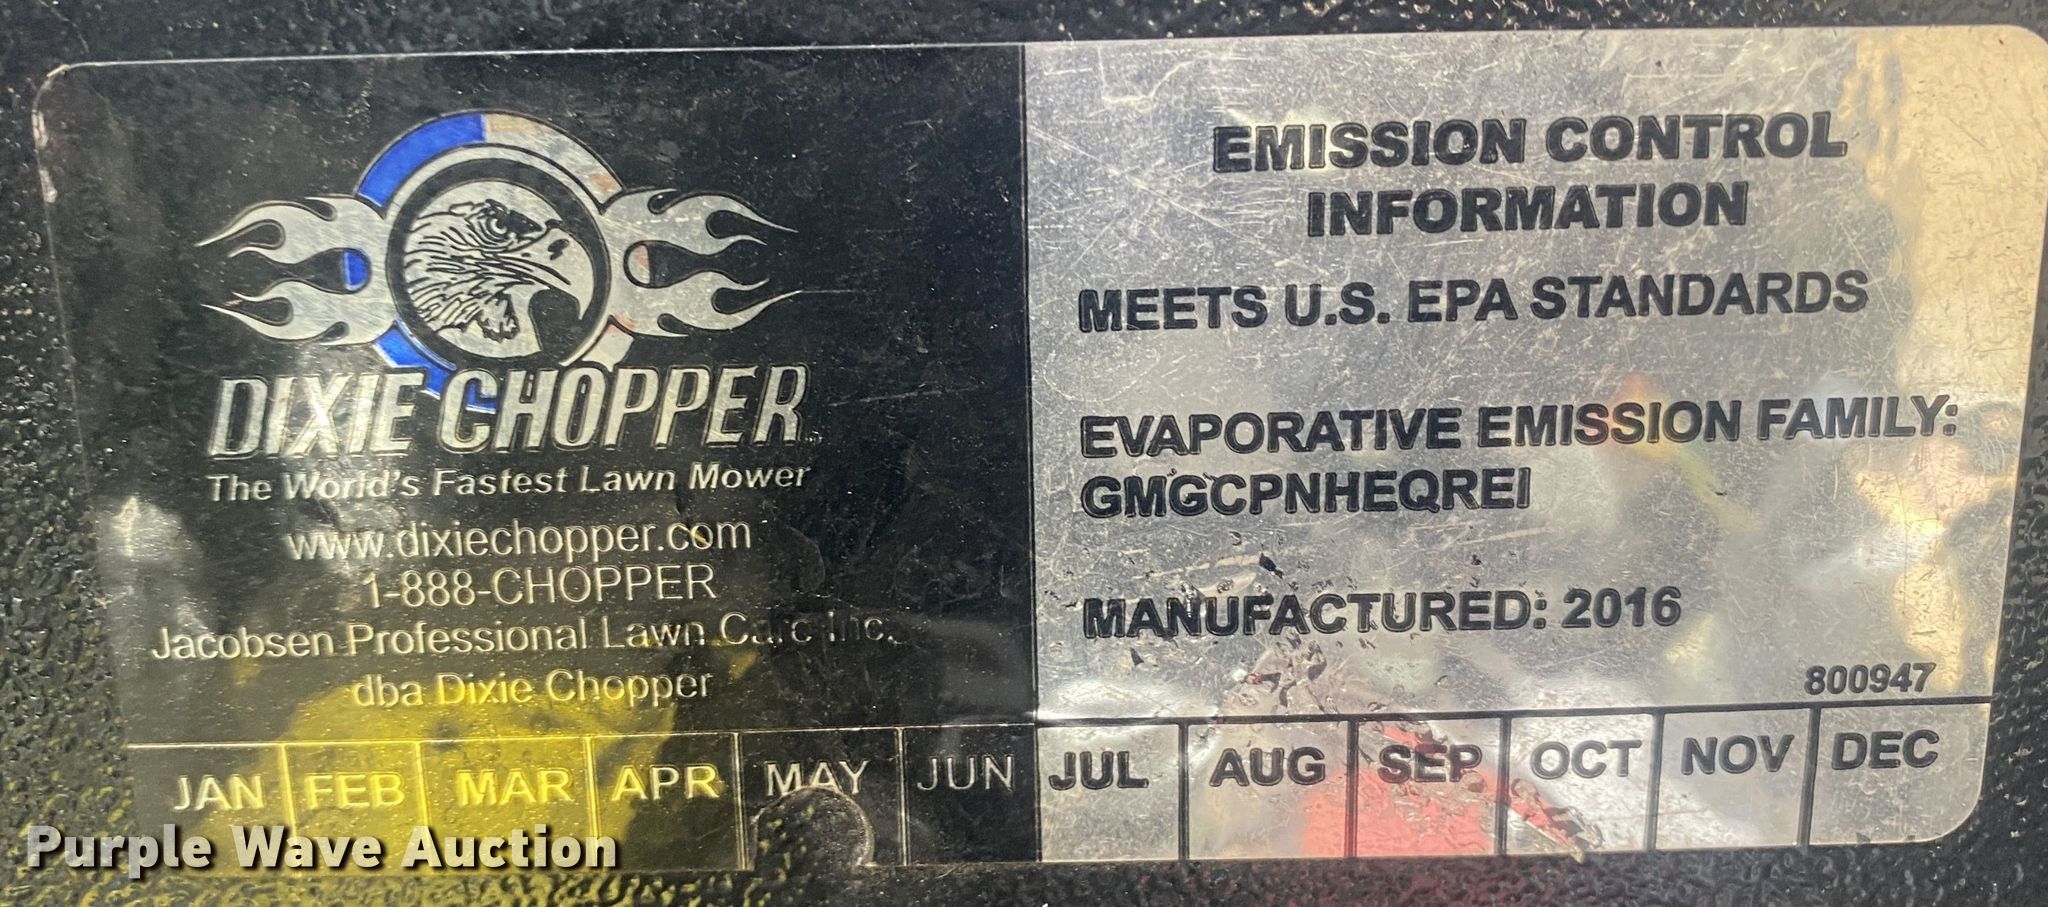 DIXIE CHOPPER
The World's Fastest Lawn Mower
www.dixiechopper.com
1-888-CHOPPER
Jacobsen Professional Lawn Care Inc.
dba Dixie Chopper
EMISSION CONTROL
INFORMATION
MEETS U.S. EPA STANDARDS
EVAPORATIVE EMISSION FAMILY:
GMGCPNHEQREI
MANUFACTURED: 2016
800947
JAN FEB MAR APR MAY JUN JUL AUG SEP OCT NOV DEC
Purple Wave Auction